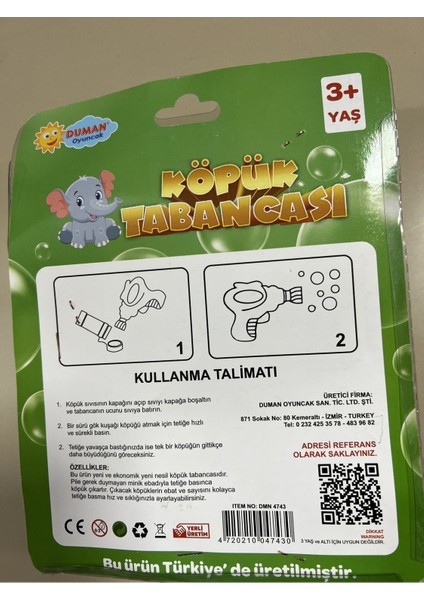 DUMAN
Oyuncak
3+
YAŞ
KÖPÜK
TABANCASI
1
2
KULLANMA TALİMATI
1. Köpük sıvısının kapağını açıp sıvıyı kapağa boşaltın
ve tabancanın ucunu sıvıya batırın.
2. Bir sürü gök kuşağı köpüğü atmak için tetiğe hızlı
ve sürekli basın.
3. Tetiğe yavaşça bastığınızda ise tek bir köpüğün gittikçe
daha büyüdüğünü göreceksiniz.
ÖZELLİKLER:
Bu ürün yeni ve ekonomik yeni nesil köpük tabancasıdır.
Pile gerek duymayan minik ebadıyla tetiğe basınca
köpük çıkartır. Çıkacak köpüklerin ebat ve sayısını kolayca
tetiğe basma hız ve sıklığınızla ayarlayabilirsiniz.
ÜRETİCİ FİRMA:
DUMAN OYUNCAK SAN. TİC. LTD. ŞTİ.
871 Sokak No: 80 Kemeraltı - İZMİR - TURKEY
Tel : 0 232 425 35 78 - 483 96 82
ADRESİ REFERANS
OLARAK SAKLAYINIZ.
ITEM NO: DMN 4743
4720210047430
CE
YERLİ
ÜRETİM
DİKKAT
WARNING
3 YAŞ ve ALTI İÇİN UYGUN DEĞİLDİR.
Bu ürün Türkiye' de üretilmiştir.